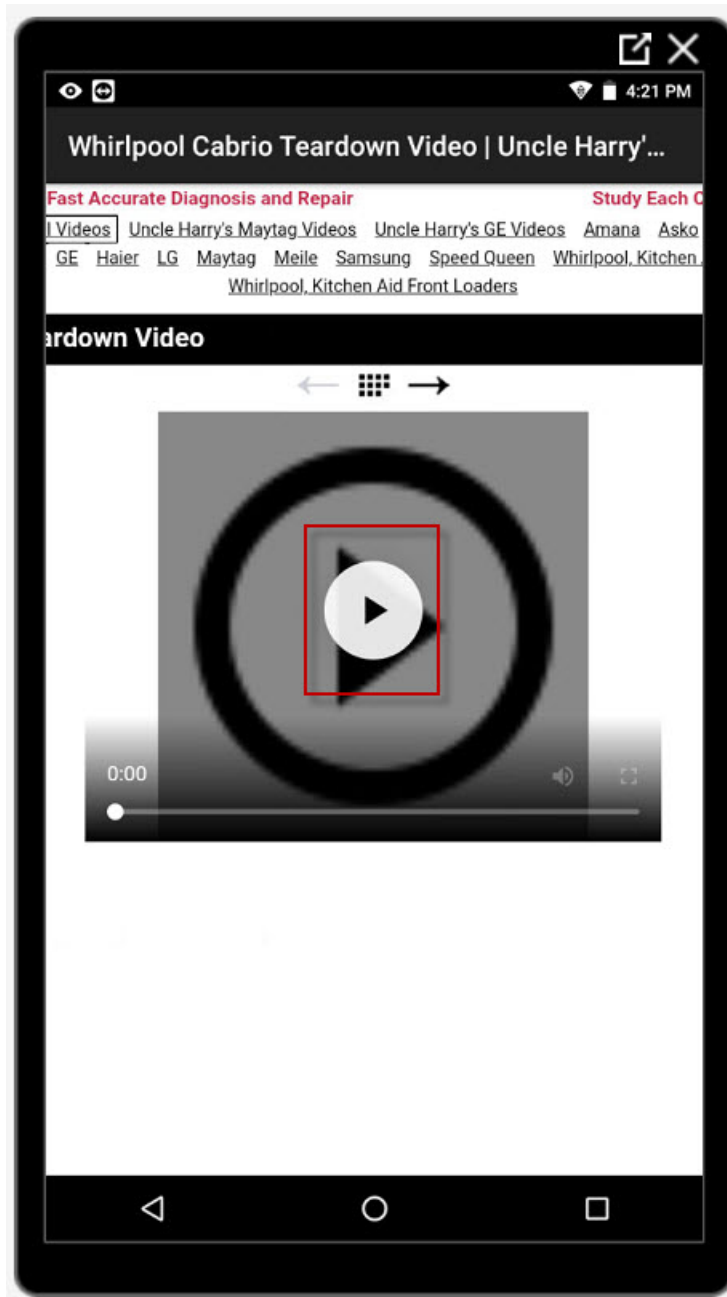 4:21 PM
Whirlpool Cabrio Teardown Video | Uncle Harry'...
Fast Accurate Diagnosis and Repair Study Each
Videos Uncle Harry's Maytag Videos Uncle Harry's GE Videos Amana Asko
GE Haier LG Maytag Meile Samsung Speed Queen Whirlpool, Kitchen
Whirlpool, Kitchen Aid Front Loaders
ardown Video
0:00